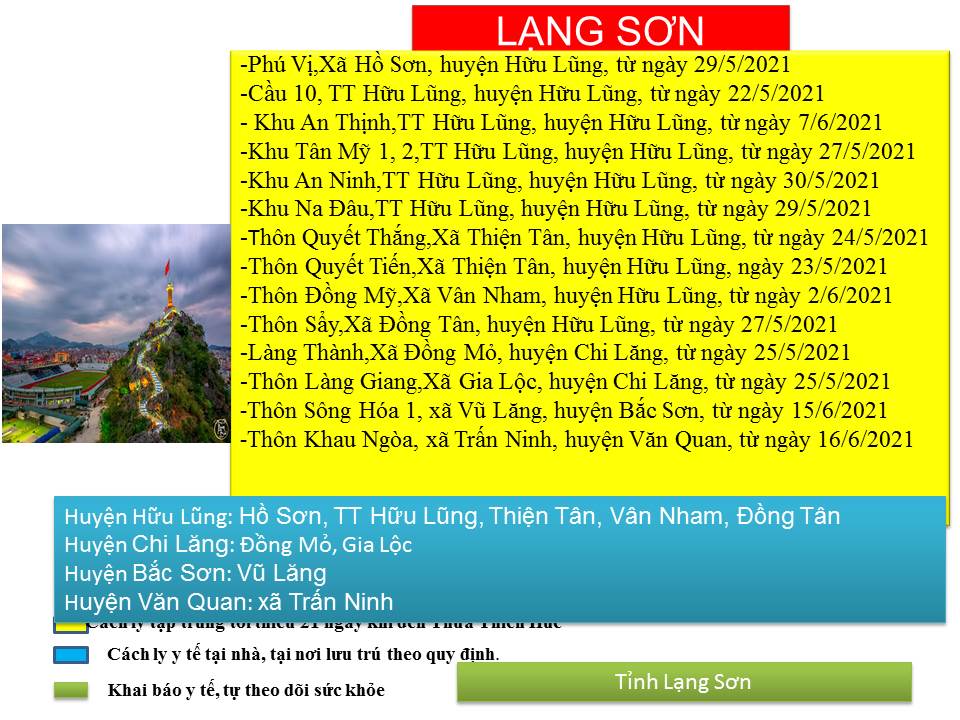 LẠNG SƠN
-Phú Vị,Xã Hồ Sơn, huyện Hữu Lũng, từ ngày 29/5/2021
-Cầu 10, TT Hữu Lũng, huyện Hữu Lũng, từ ngày 22/5/2021
- Khu An Thịnh,TT Hữu Lũng, huyện Hữu Lũng, từ ngày 7/6/2021
-Khu Tân Mỹ 1, 2,TT Hữu Lũng, huyện Hữu Lũng, từ ngày 27/5/2021
-Khu An Ninh,TT Hữu Lũng, huyện Hữu Lũng, từ ngày 30/5/2021
-Khu Na Đâu,TT Hữu Lũng, huyện Hữu Lũng, từ ngày 29/5/2021
-Thôn Quyết Thắng,Xã Thiện Tân, huyện Hữu Lũng, từ ngày 24/5/2021
-Thôn Quyết Tiến,Xã Thiện Tân, huyện Hữu Lũng, ngày 23/5/2021
-Thôn Đồng Mỹ,Xã Vân Nham, huyện Hữu Lũng, từ ngày 2/6/2021
-Thôn Sẩy,Xã Đồng Tân, huyện Hữu Lũng, từ ngày 27/5/2021
-Làng Thành,Xã Đồng Mỏ, huyện Chi Lăng, từ ngày 25/5/2021
-Thôn Làng Giang,Xã Gia Lộc, huyện Chi Lăng, từ ngày 25/5/2021
-Thôn Sông Hóa 1, xã Vũ Lăng, huyện Bắc Sơn, từ ngày 15/6/2021
-Thôn Khau Ngòa, xã Trấn Ninh, huyện Văn Quan, từ ngày 16/6/2021
Huyện Hữu Lũng: Hồ Sơn, TT Hữu Lũng, Thiện Tân, Vân Nham, Đồng Tân
Huyện Chi Lăng: Đồng Mỏ, Gia Lộc
Huyện Bắc Sơn: Vũ Lăng
Huyện Văn Quan: xã Trấn Ninh
Cách ly tập trung tối thiểu 21 ngày khi đến Thừa Thiên Huế
Cách ly y tế tại nhà, tại nơi lưu trú theo quy định.
Khai báo y tế, tự theo dõi sức khỏe
Tỉnh Lạng Sơn